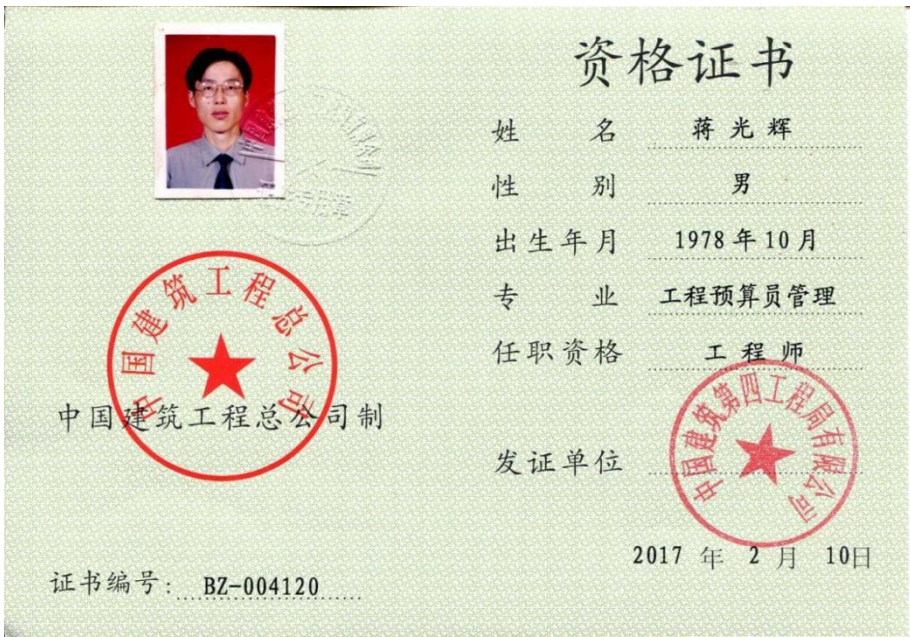 中国建筑工程总公司
中国建筑工程总公司制
证书编号：BZ-004120
资格证书
姓名 蒋光辉
性别 男
出生年月 1978年10月
专业 工程预算员管理
任职资格 工程师
发证单位
中国建筑第四工程局有限公司
2017年2月10日